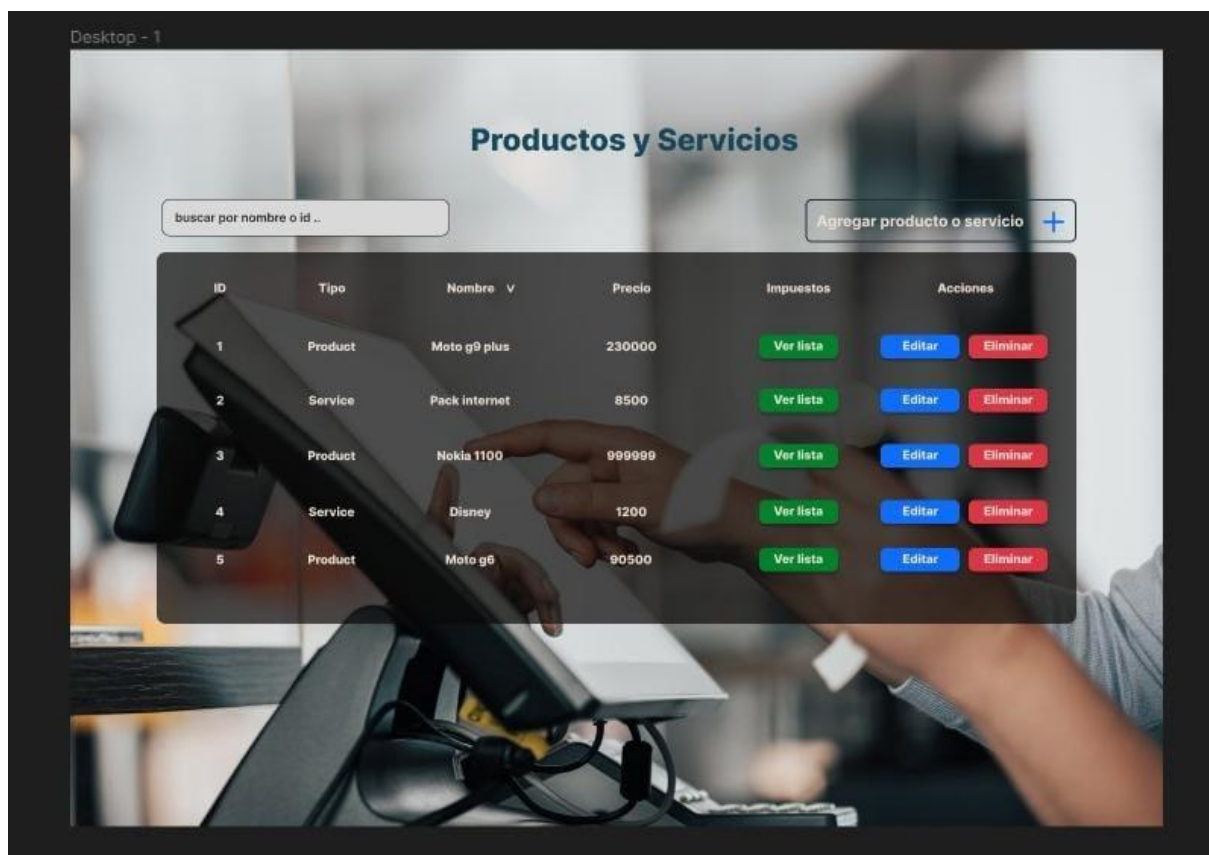 Desktop - 1
Productos y Servicios
buscar por nombre o id ..
Agregar producto o servicio +
ID Tipo Nombre v Precio Impuestos Acciones
1 Product Moto g9 plus 230000 Ver lista Editar Eliminar
2 Service Pack internet 8500 Ver lista Editar Eliminar
3 Product Nokia 1100 999999 Ver lista Editar Eliminar
4 Service Disney 1200 Ver lista Editar Eliminar
5 Product Moto g6 90500 Ver lista Editar Eliminar